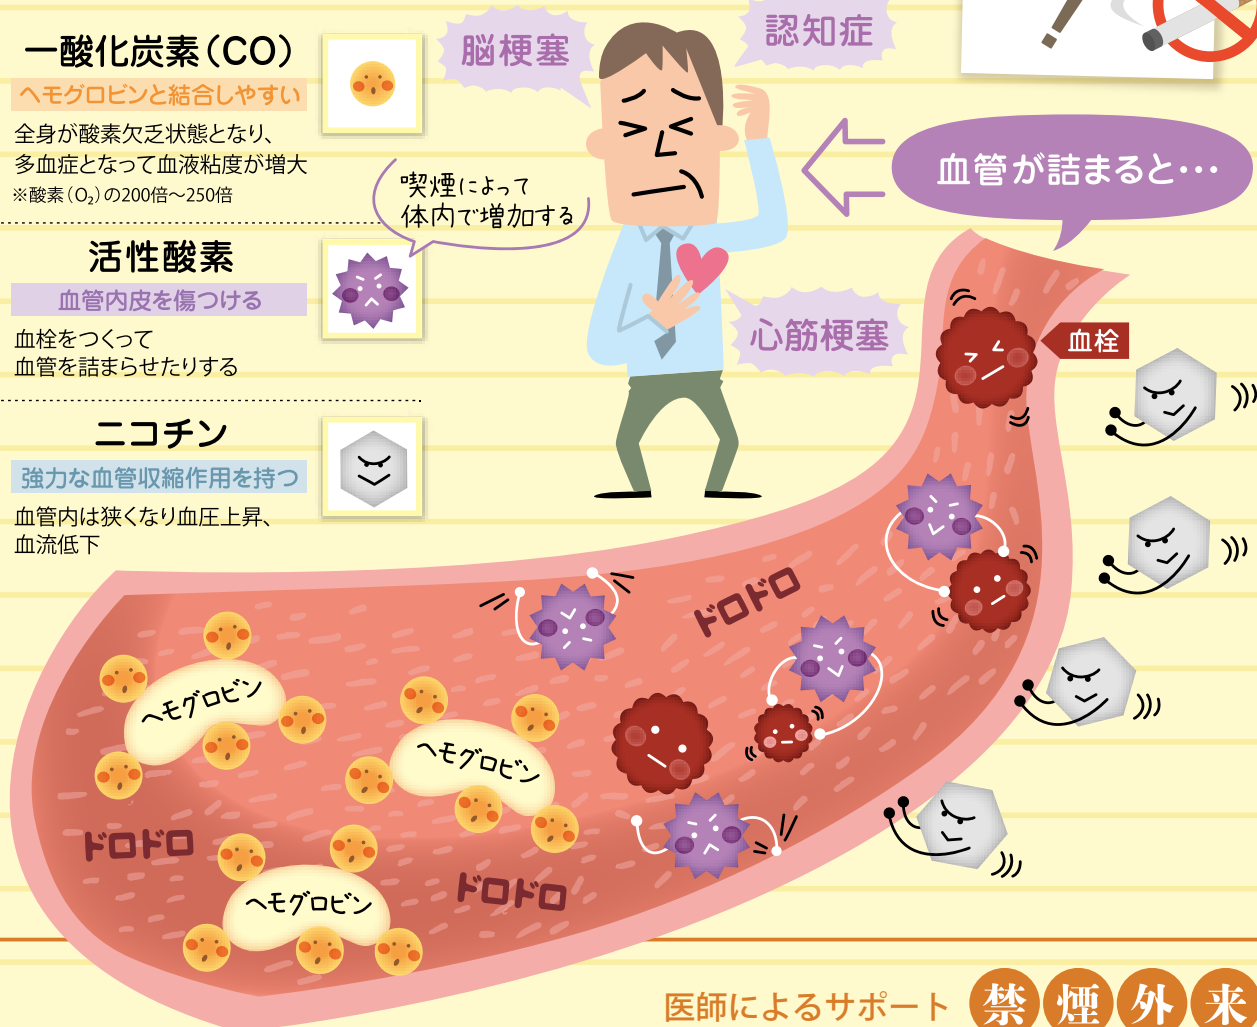 一酸化炭素（CO）
ヘモグロビンと結合しやすい
全身が酸素欠乏状態となり、
多血症となって血液粘度が増大
※酸素（O₂）の200倍～250倍
活性酸素
血管内皮を傷つける
血栓をつくって
血管を詰まらせたりする
ニコチン
強力な血管収縮作用を持つ
血管内は狭くなり血圧上昇、
血流低下
喫煙によって
体内で増加する
脳梗塞
認知症
心筋梗塞
血管が詰まると･･･
血栓
ドロドロ
ヘモグロビン
ヘモグロビン
ドロドロ
ヘモグロビン
ドロドロ
医師によるサポート 禁煙外来